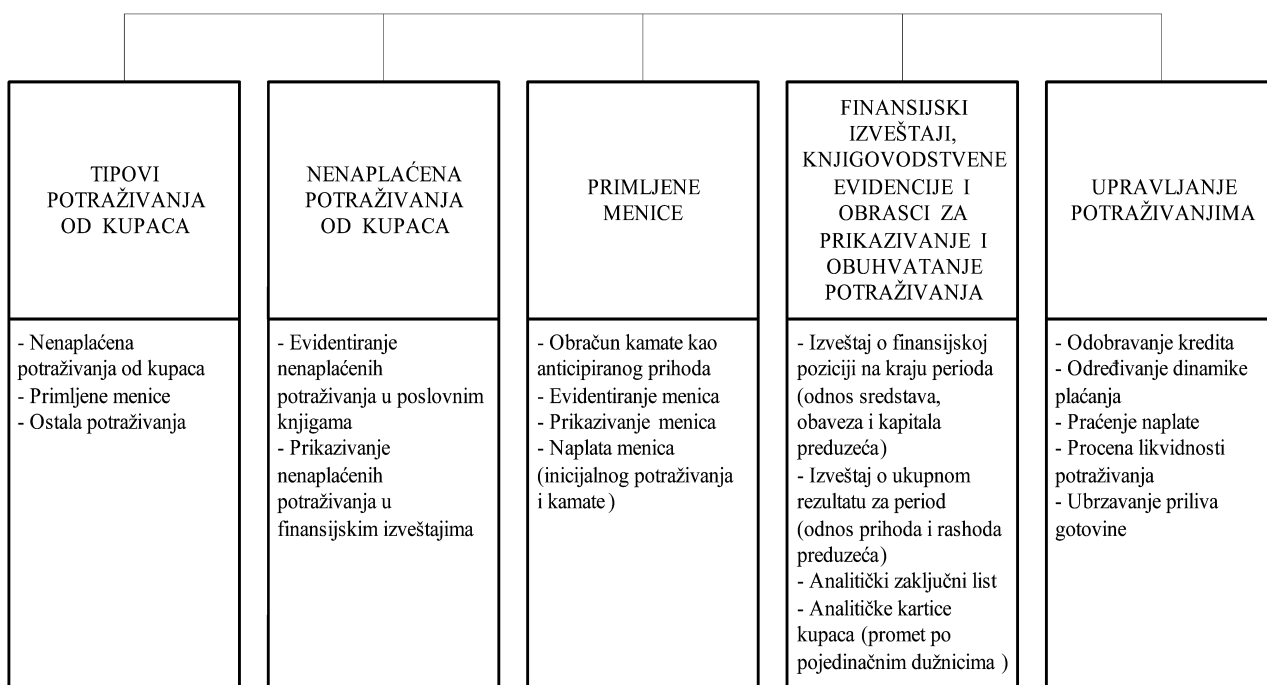 TIPOVI
POTRAŽIVANJA
OD KUPACA
- Nenaplaćena
potraživanja od kupaca
- Primljene menice
- Ostala potraživanja
NENAPLAĆENA
POTRAŽIVANJA
OD KUPACA
- Evidentiranje
nenaplaćenih
potraživanja u poslovnim
knjigama
- Prikazivanje
nenaplaćenih
potraživanja u
finansijskim izveštajima
PRIMLJENE
MENICE
- Obračun kamate kao
anticipiranog prihoda
- Evidentiranje menica
- Prikazivanje menica
- Naplata menica
(inicijalnog potraživanja
i kamate )
FINANSIJSKI
IZVEŠTAJI,
KNJIGOVODSTVENE
EVIDENCIJE I
OBRASCI ZA
PRIKAZIVANJE I
OBUHVATANJE
POTRAŽIVANJA
- Izveštaj o finansijskoj
poziciji na kraju perioda
(odnos sredstava,
obaveza i kapitala
preduzeća)
- Izveštaj o ukupnom
rezultatu za period
(odnos prihoda i rashoda
preduzeća)
- Analitički zaključni list
- Analitičke kartice
kupaca (promet po
pojedinačnim dužnicima )
UPRAVLJANJE
POTRAŽIVANJIMA
- Odobravanje kredita
- Određivanje dinamike
plaćanja
- Praćenje naplate
- Procena likvidnosti
potraživanja
- Ubrzavanje priliva
gotovine